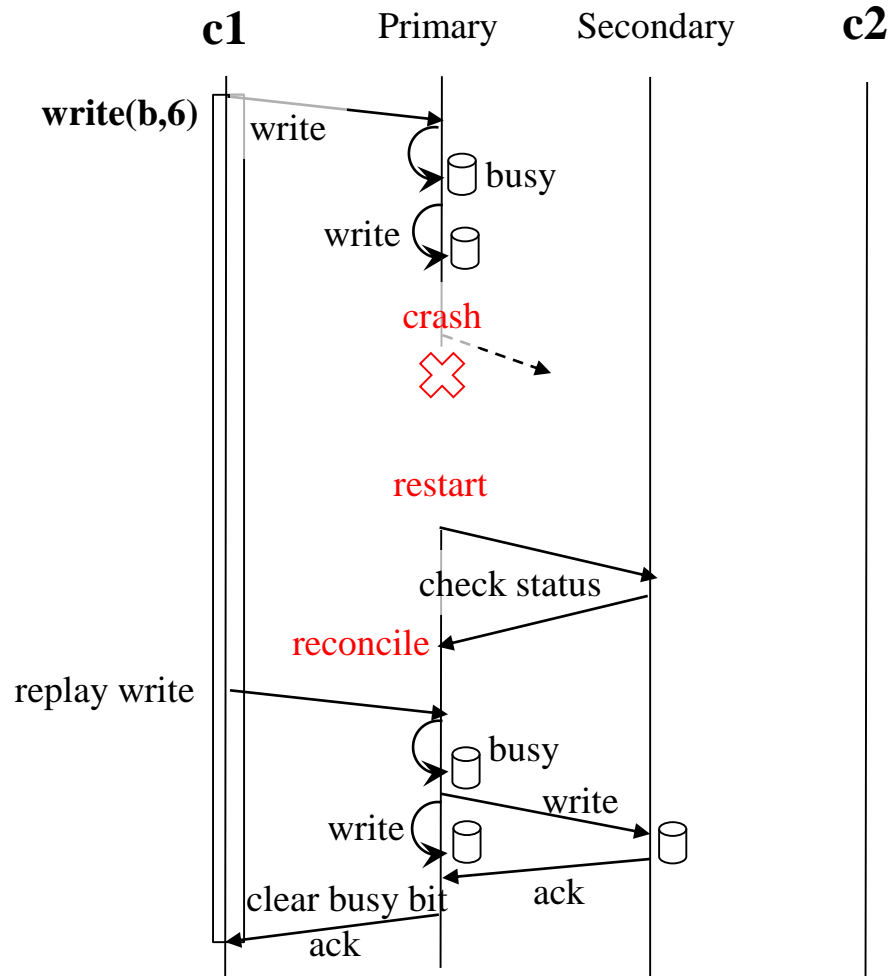 c1
Primary
Secondary
c2
write(b,6)
write
busy
write
crash
restart
check status
reconcile
replay write
busy
write
write
ack
clear busy bit
ack